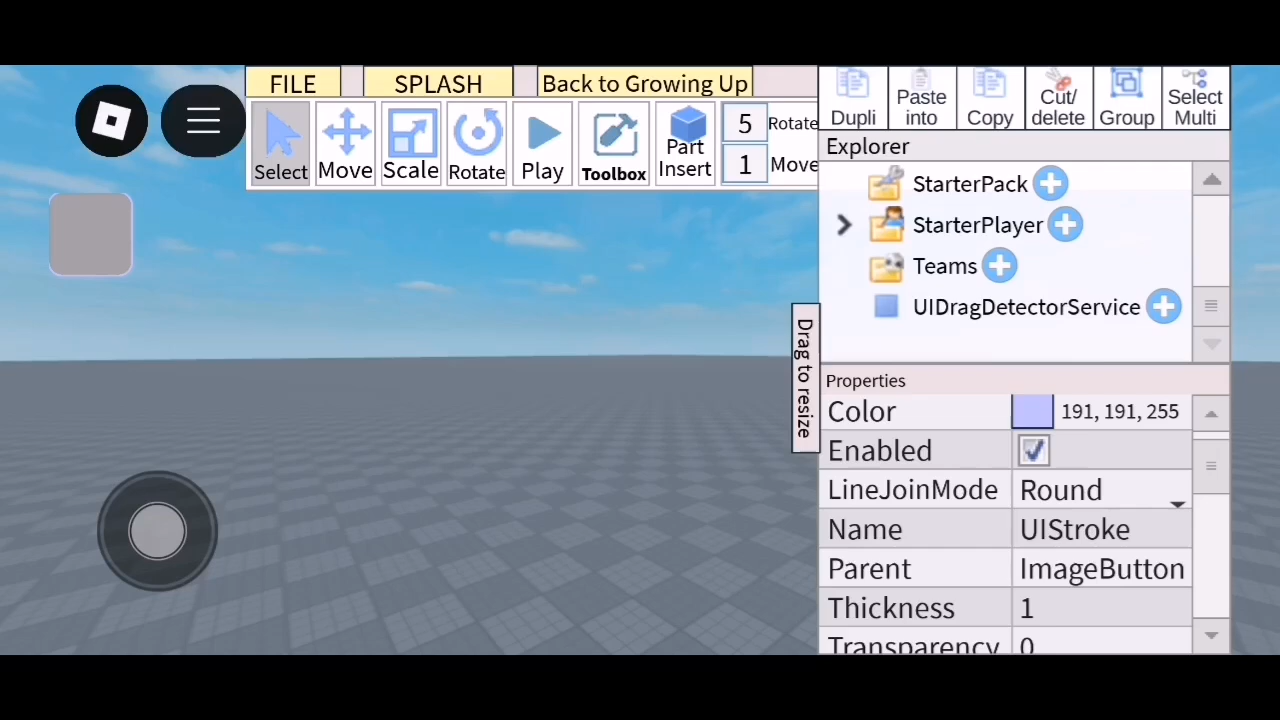 FILE
SPLASH
Back to Growing Up
Select
Move
Scale
Rotate
Play
Toolbox
Part
Insert
5 Rotate
1 Move
Dupli
Paste
into
Copy
Cut/
delete
Group
Select
Multi
Explorer
StarterPack
StarterPlayer
Teams
UIDragDetectorService
Drag to resize
Properties
Color 191, 191, 255
Enabled
LineJoinMode Round
Name UIStroke
Parent ImageButton
Thickness 1
Transparency 0